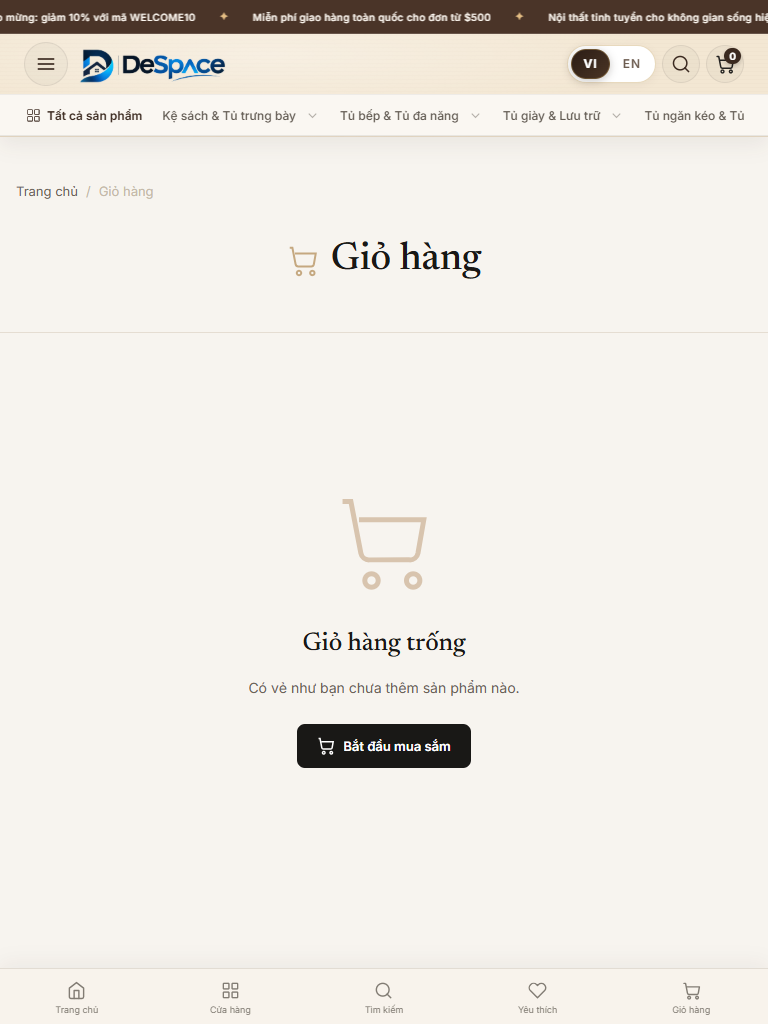 mừng: giảm 10% với mã WELCOME10 ✦ Miễn phí giao hàng toàn quốc cho đơn từ $500 ✦ Nội thất tinh tuyển cho không gian sống
DeSpace
VI EN
0
Tất cả sản phẩm Kệ sách & Tủ trưng bày Tủ bếp & Tủ đa năng Tủ giày & Lưu trữ Tủ ngăn kéo & Tủ
Trang chủ / Giỏ hàng
Giỏ hàng
Giỏ hàng trống
Có vẻ như bạn chưa thêm sản phẩm nào.
Bắt đầu mua sắm
Trang chủ Cửa hàng Tìm kiếm Yêu thích Giỏ hàng